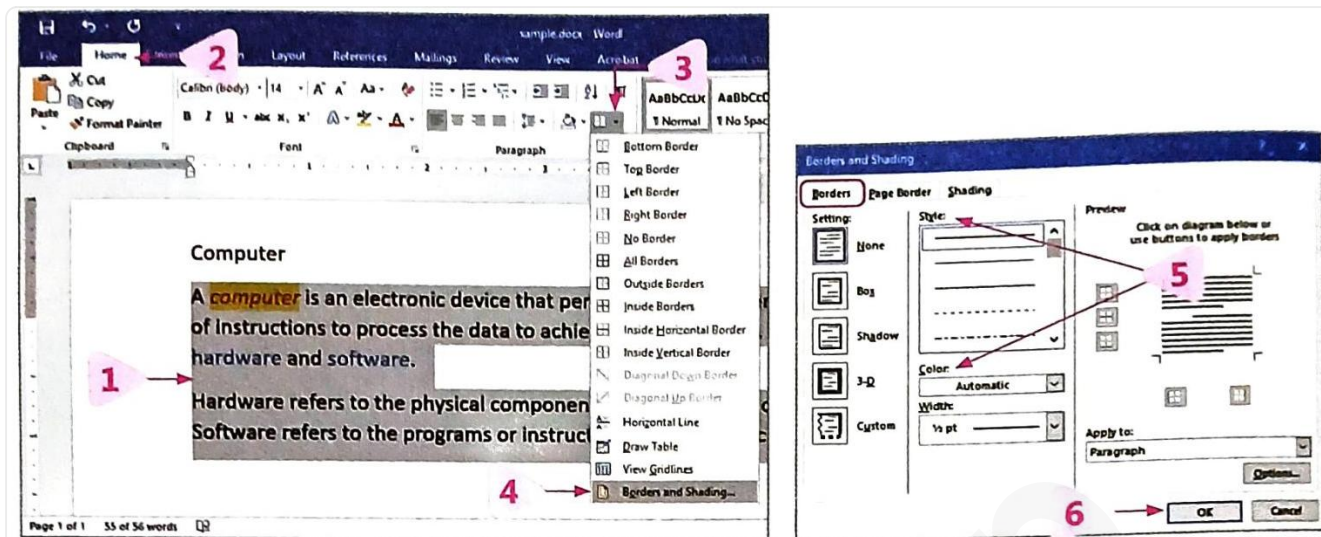 sample.docx Word
File Home Layout References Mailings Review View Acrobat
2
3
Paste
Cut
Copy
Format Painter
Clipboard
Calibri (Body) 14 A A Aa
B I U abc x, x' A A
Font
Paragraph
AaBbCcDc AaBbCcD
¶ Normal ¶ No Spac
L 1 2 3
Computer
A computer is an electronic device that per
of instructions to process the data to achie
hardware and software.
Hardware refers to the physical componen
Software refers to the programs or instruct
1
Bottom Border
Top Border
Left Border
Right Border
No Border
All Borders
Outside Borders
Inside Borders
Inside Horizontal Border
Inside Vertical Border
Diagonal Down Border
Diagonal Up Border
Horizontal Line
Draw Table
View Gridlines
4
Borders and Shading...
Page 1 of 1 55 of 56 words
Borders and Shading ? X
Borders Page Border Shading
Setting:
None
Box
Shadow
3-D
Custom
Style:
Color:
Automatic
Width:
½ pt
5
Preview
Click on diagram below or
use buttons to apply borders
Apply to:
Paragraph
Options...
6
OK Cancel